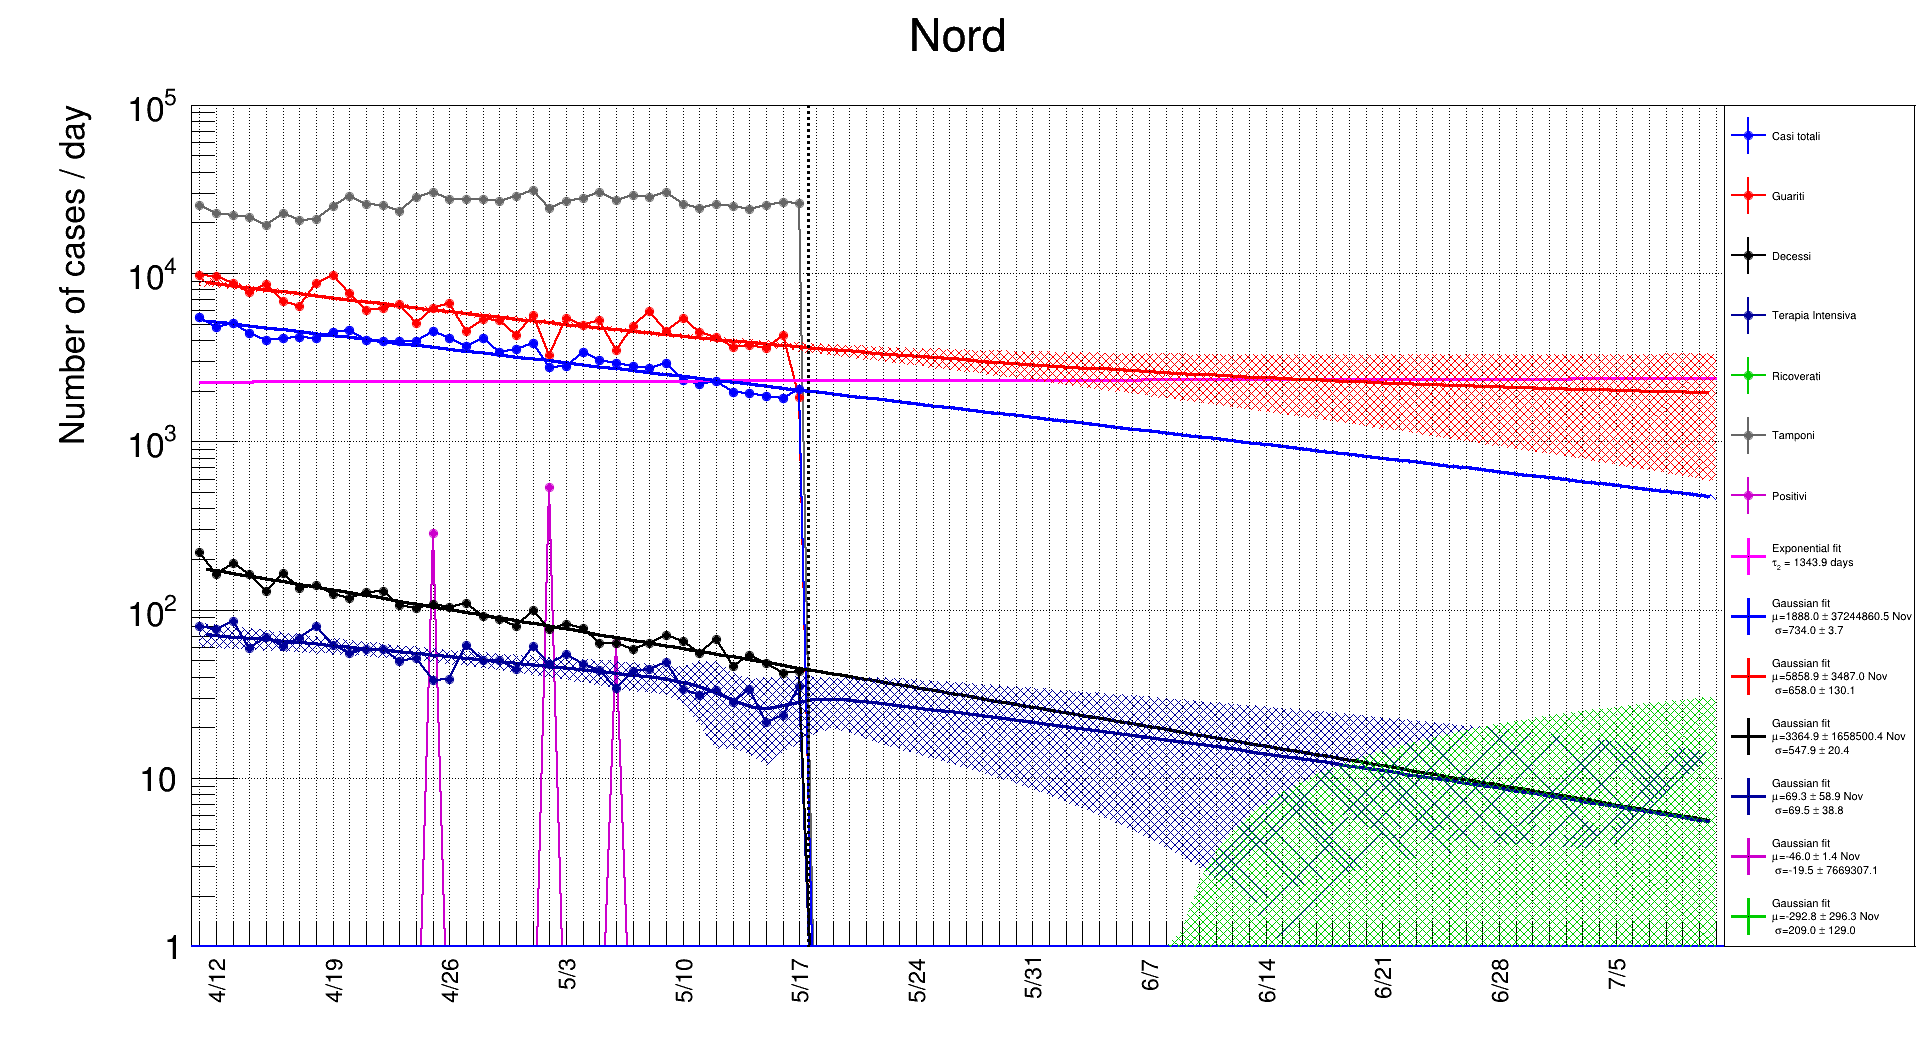 Nord
Number of cases / day
10^5
10^4
10^3
10^2
10
1
4/12
4/19
4/26
5/3
5/10
5/17
5/24
5/31
6/7
6/14
6/21
6/28
7/5
Casi totali
Guariti
Decessi
Terapia Intensiva
Ricoverati
Tamponi
Positivi
Exponential fit
τ₂ = 1343.9 days
Gaussian fit
μ=1888.0 ± 37244860.5 Nov
σ=734.0 ± 3.7
Gaussian fit
μ=5858.9 ± 3487.0 Nov
σ=658.0 ± 130.1
Gaussian fit
μ=3364.9 ± 1658500.4 Nov
σ=547.9 ± 20.4
Gaussian fit
μ=69.3 ± 58.9 Nov
σ=69.5 ± 38.8
Gaussian fit
μ=-46.0 ± 1.4 Nov
σ=-19.5 ± 7669307.1
Gaussian fit
μ=-292.8 ± 296.3 Nov
σ=209.0 ± 129.0